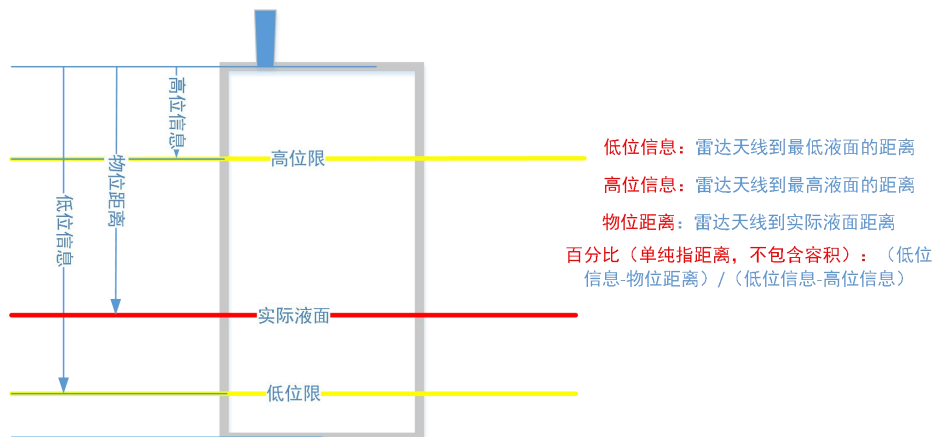 高位信息
高位限
物位距离
低位信息
实际液面
低位限
低位信息：雷达天线到最低液面的距离
高位信息：雷达天线到最高液面的距离
物位距离：雷达天线到实际液面距离
百分比（单纯指距离，不包含容积）：（低位
信息-物位距离）/（低位信息-高位信息）